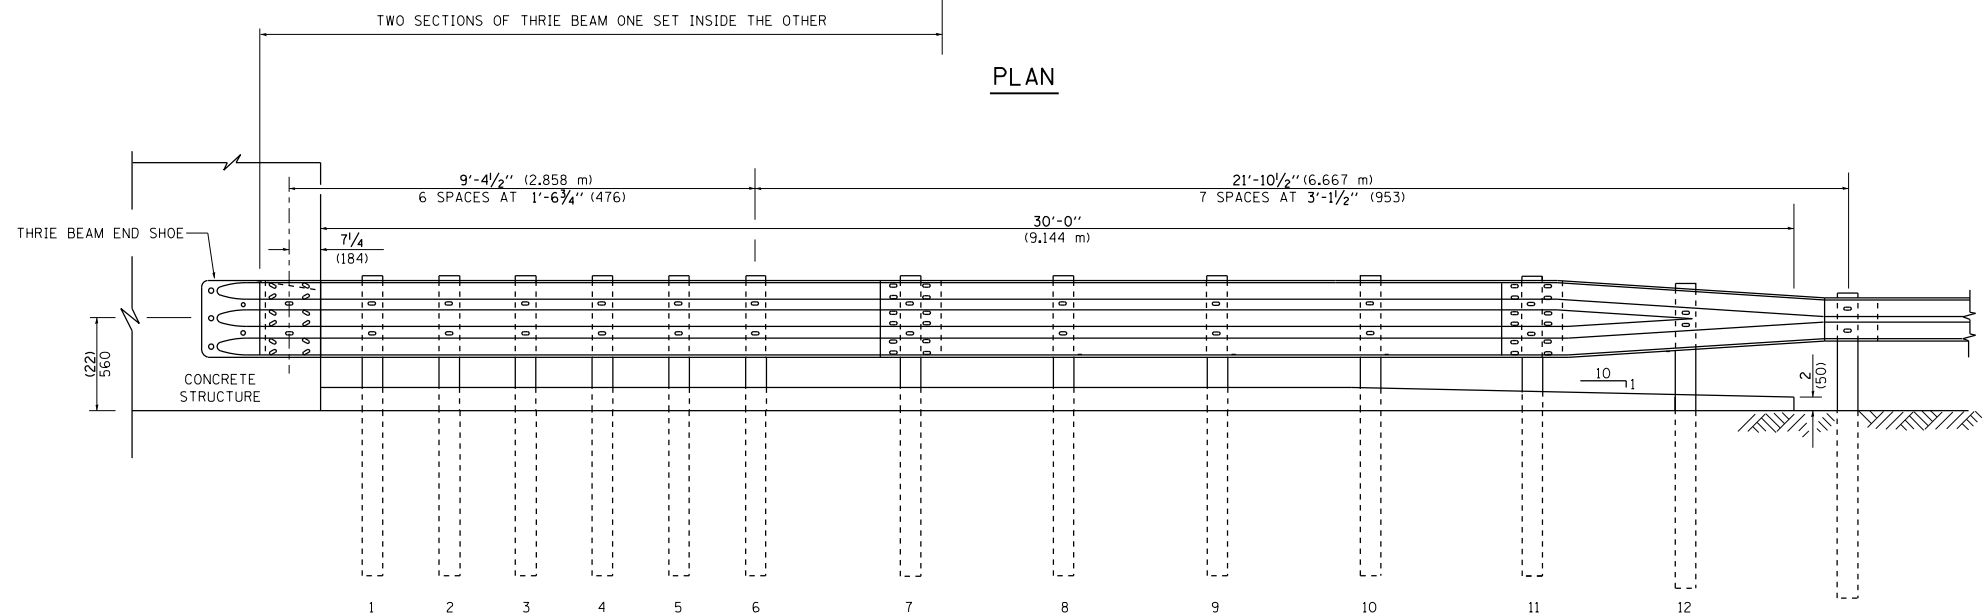 TWO SECTIONS OF THRIE BEAM ONE SET INSIDE THE OTHER
PLAN
9'-4½" (2.858 m)
6 SPACES AT 1'-6¾" (476)
21'-10½" (6.667 m)
7 SPACES AT 3'-1½" (953)
30'-0"
(9.144 m)
THRIE BEAM END SHOE
7¼
(184)
(22)
560
CONCRETE
STRUCTURE
10
1
2
(50)
1 2 3 4 5 6 7 8 9 10 11 12